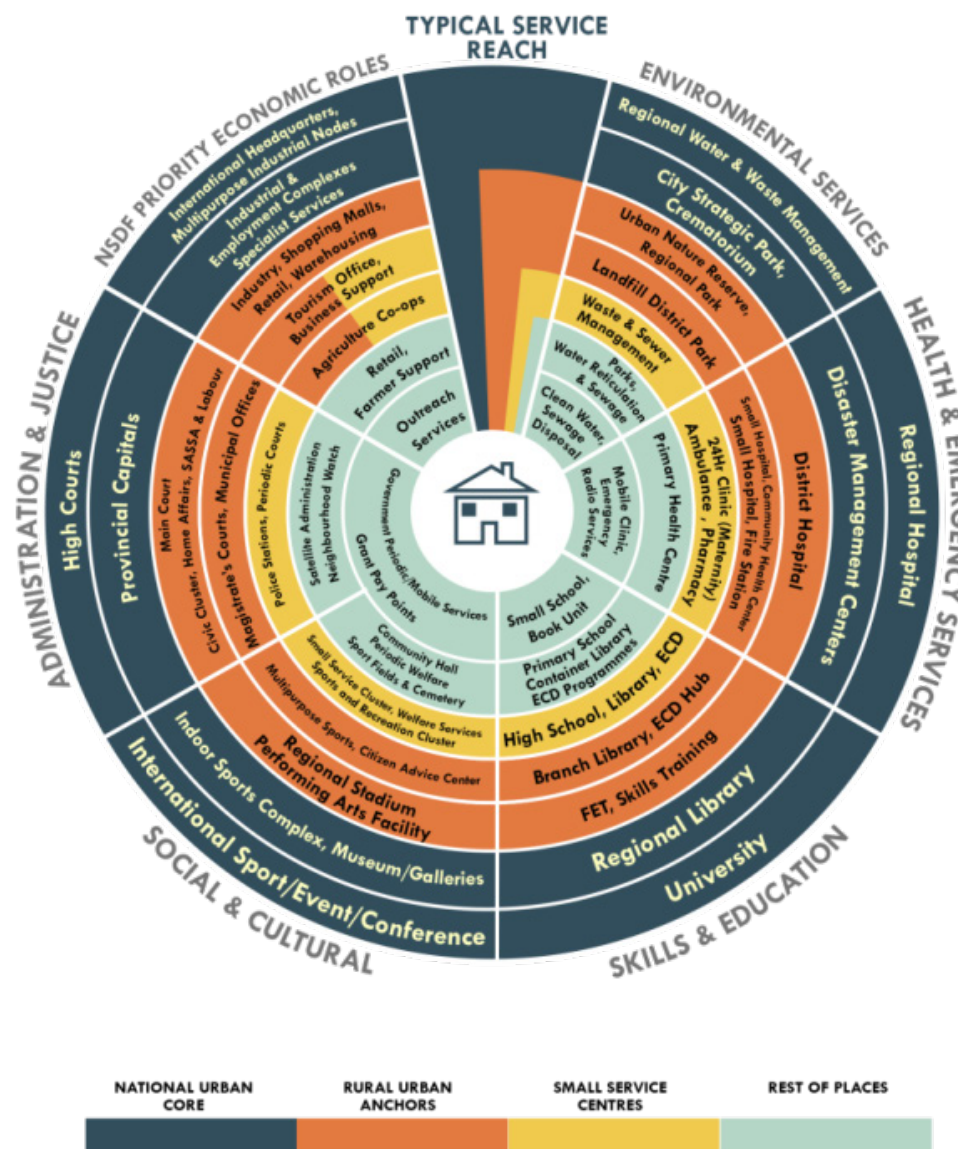 TYPICAL SERVICE
REACH
ENVIRONMENTAL SERVICES
Regional Water & Waste Management
City Strategic Park,
Crematorium
Urban Nature Reserve,
Regional Park
Landfill District Park
Waste & Sewer
Management
Parks,
Water Reticulation
& Sewage
Clean Water,
Sewage
Disposal
HEALTH & EMERGENCY SERVICES
Regional Hospital
Disaster Management Centers
District Hospital
Small Hospital, Community Health Center
Small Hospital, Fire Station
24Hr Clinic (Maternity)
Ambulance , Pharmacy
Primary Health Centre
Mobile Clinic,
Emergency
Radio Services
SKILLS & EDUCATION
University
Regional Library
FET, Skills Training
Branch Library, ECD Hub
High School, Library, ECD
Primary School
Container Library
ECD Programmes
Small School,
Book Unit
SOCIAL & CULTURAL
International Sport/Event/Conference
Indoor Sports Complex, Museum/Galleries
Regional Stadium
Performing Arts Facility
Multipurpose Sports, Citizen Advice Center
Small Service Cluster, Welfare Services
Sports and Recreation Cluster
Community Hall
Periodic Welfare
Sport Fields & Cemetery
ADMINISTRATION & JUSTICE
High Courts
Provincial Capitals
Main Court
Civic Cluster, Home Affairs, SASSA & Labour
Magistrate's Courts, Municipal Offices
Police Stations, Periodic Courts
Satellite Administration
Neighbourhood Watch
Government Periodic/Mobile Services
Grant Pay Points
NSDF PRIORITY ECONOMIC ROLES
International Headquarters,
Multipurpose Industrial Nodes
Industrial &
Employment Complexes
Specialist Services
Industry, Shopping Malls,
Retail, Warehousing
Tourism Office,
Business Support
Agriculture Co-ops
Retail,
Farmer Support
Outreach
Services
NATIONAL URBAN
CORE
RURAL URBAN
ANCHORS
SMALL SERVICE
CENTRES
REST OF PLACES